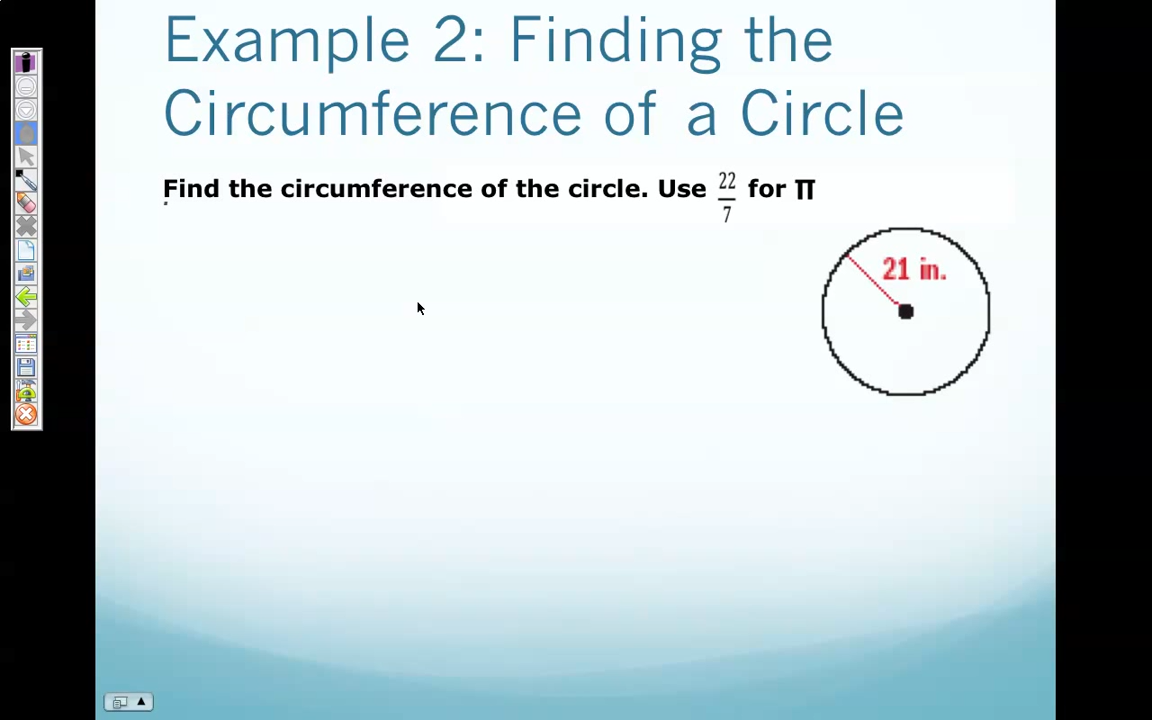 Example 2: Finding the
Circumference of a Circle
Find the circumference of the circle. Use 22/7 for π
.
21 in.